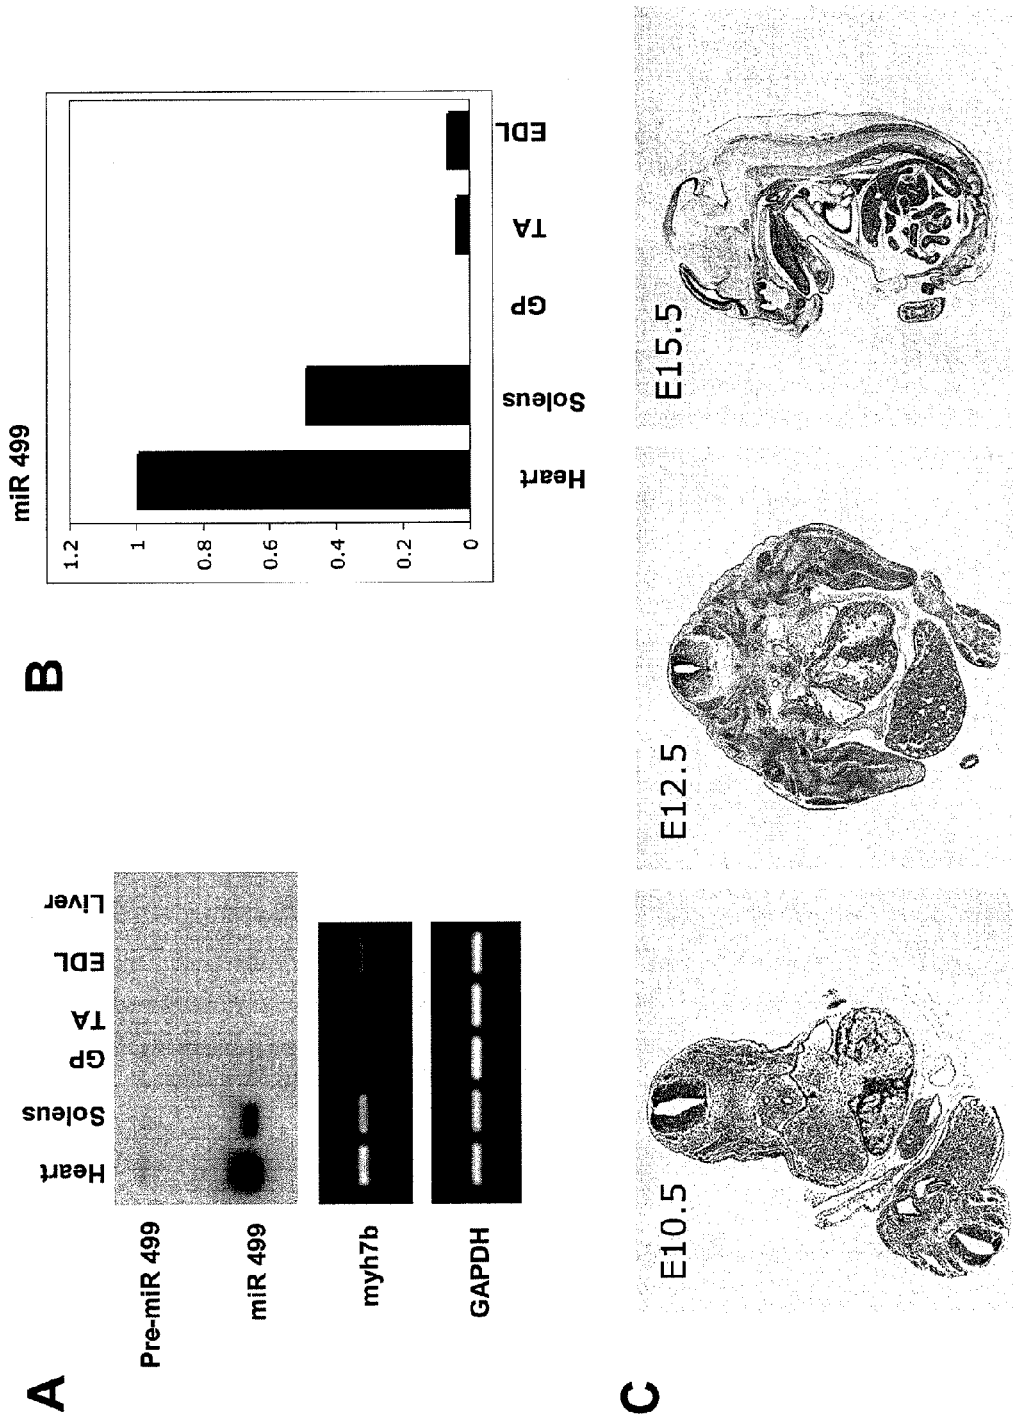 A
Heart
Soleus
GP
TA
EDL
Liver
Pre-miR 499
miR 499
myh7b
GAPDH
B
miR 499
1.2
1
0.8
0.6
0.4
0.2
0
Heart
Soleus
GP
TA
EDL
C
E10.5
E12.5
E15.5